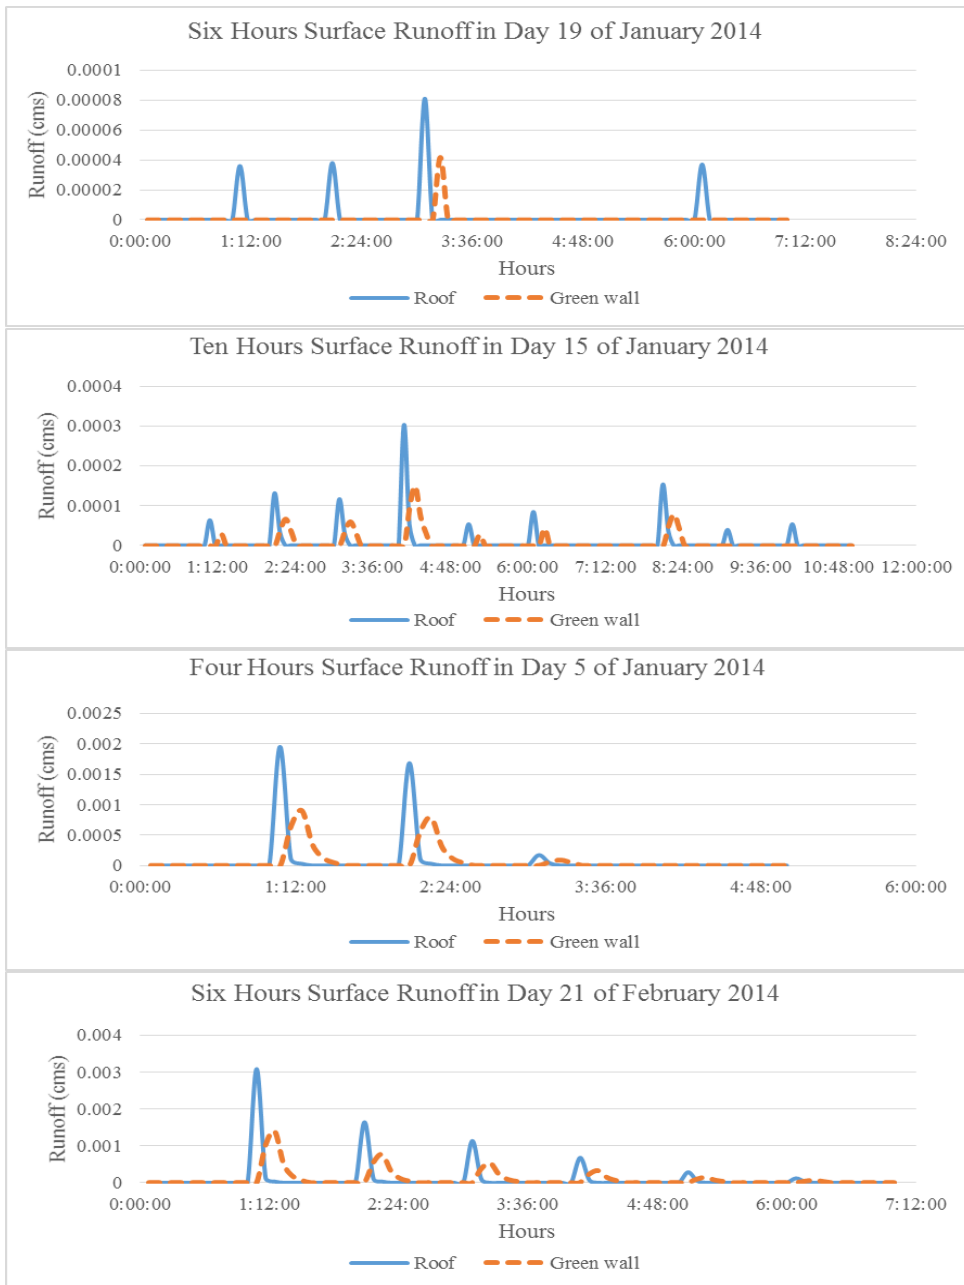 Six Hours Surface Runoff in Day 19 of January 2014
Runoff (cms)
0.0001
0.00008
0.00006
0.00004
0.00002
0
0:00:00 1:12:00 2:24:00 3:36:00 4:48:00 6:00:00 7:12:00 8:24:00
Hours
Roof Green wall
Ten Hours Surface Runoff in Day 15 of January 2014
Runoff (cms)
0.0004
0.0003
0.0002
0.0001
0
0:00:00 1:12:00 2:24:00 3:36:00 4:48:00 6:00:00 7:12:00 8:24:00 9:36:00 10:48:00 12:00:00
Hours
Roof Green wall
Four Hours Surface Runoff in Day 5 of January 2014
Runoff (cms)
0.0025
0.002
0.0015
0.001
0.0005
0
0:00:00 1:12:00 2:24:00 3:36:00 4:48:00 6:00:00
Hours
Roof Green wall
Six Hours Surface Runoff in Day 21 of February 2014
Runoff (cms)
0.004
0.003
0.002
0.001
0
0:00:00 1:12:00 2:24:00 3:36:00 4:48:00 6:00:00 7:12:00
Hours
Roof Green wall